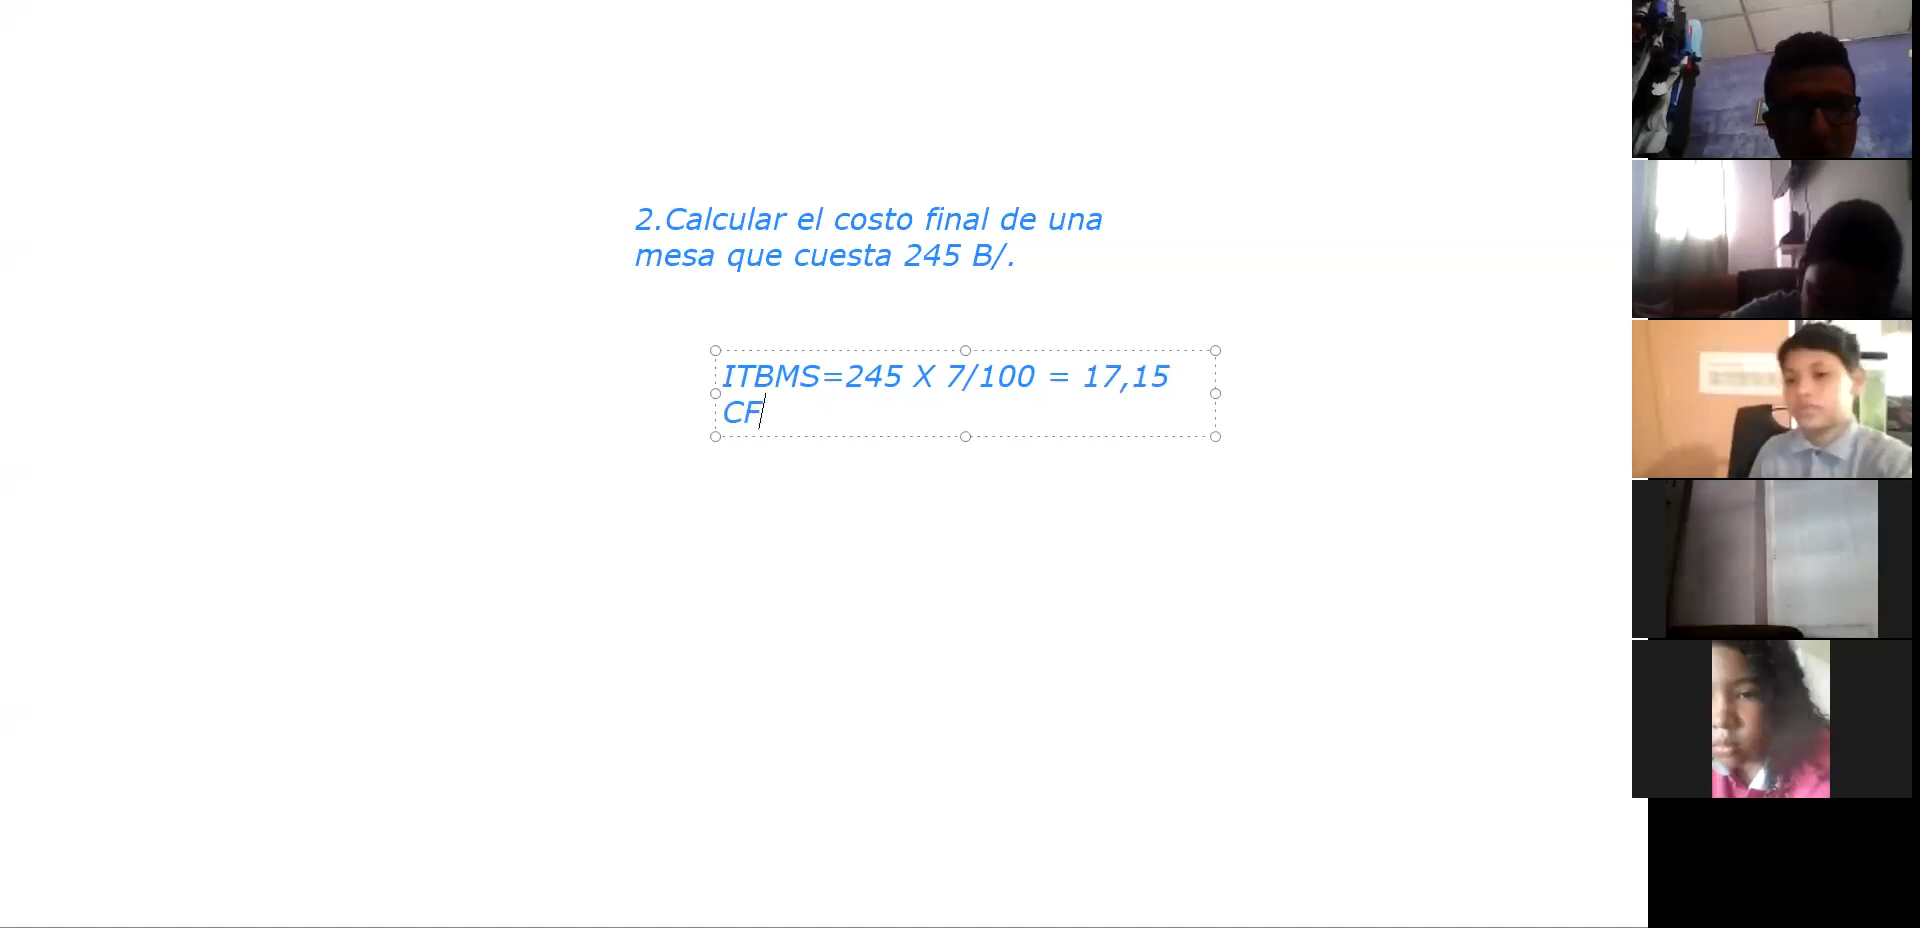 2.Calcular el costo final de una
mesa que cuesta 245 B/.
ITBMS=245 X 7/100 = 17,15
CF